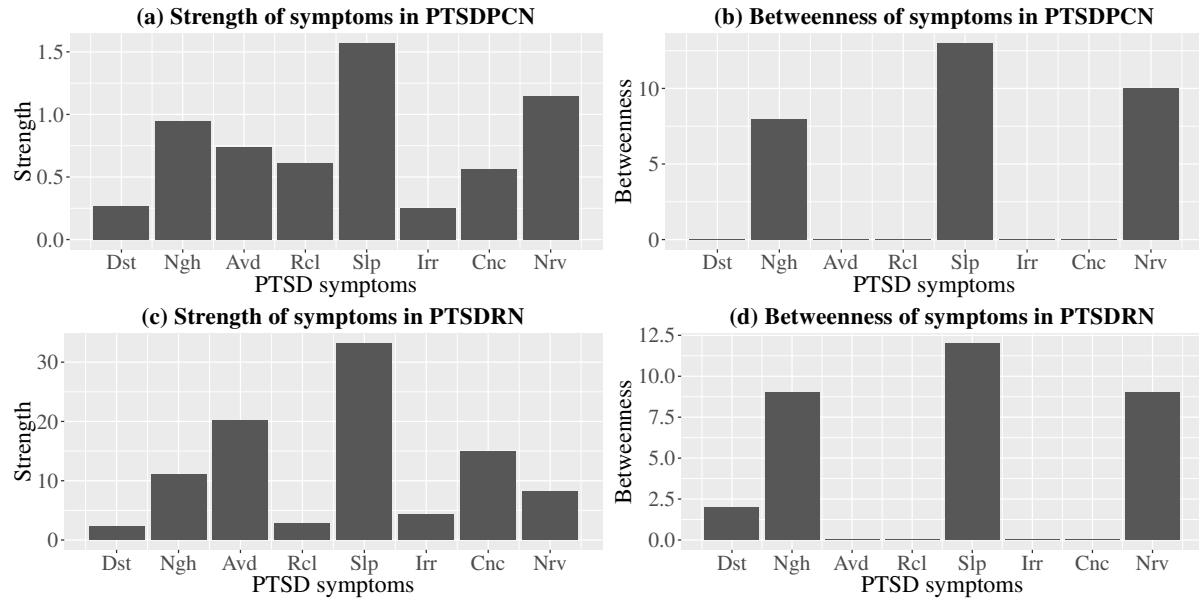 (a) Strength of symptoms in PTSDPCN
Strength
1.5
1.0
0.5
0.0
Dst Ngh Avd Rcl Slp Irr Cnc Nrv
PTSD symptoms
(b) Betweenness of symptoms in PTSDPCN
Betweenness
10
5
0
Dst Ngh Avd Rcl Slp Irr Cnc Nrv
PTSD symptoms
(c) Strength of symptoms in PTSDRN
Strength
30
20
10
0
Dst Ngh Avd Rcl Slp Irr Cnc Nrv
PTSD symptoms
(d) Betweenness of symptoms in PTSDRN
Betweenness
12.5
10.0
7.5
5.0
2.5
0.0
Dst Ngh Avd Rcl Slp Irr Cnc Nrv
PTSD symptoms